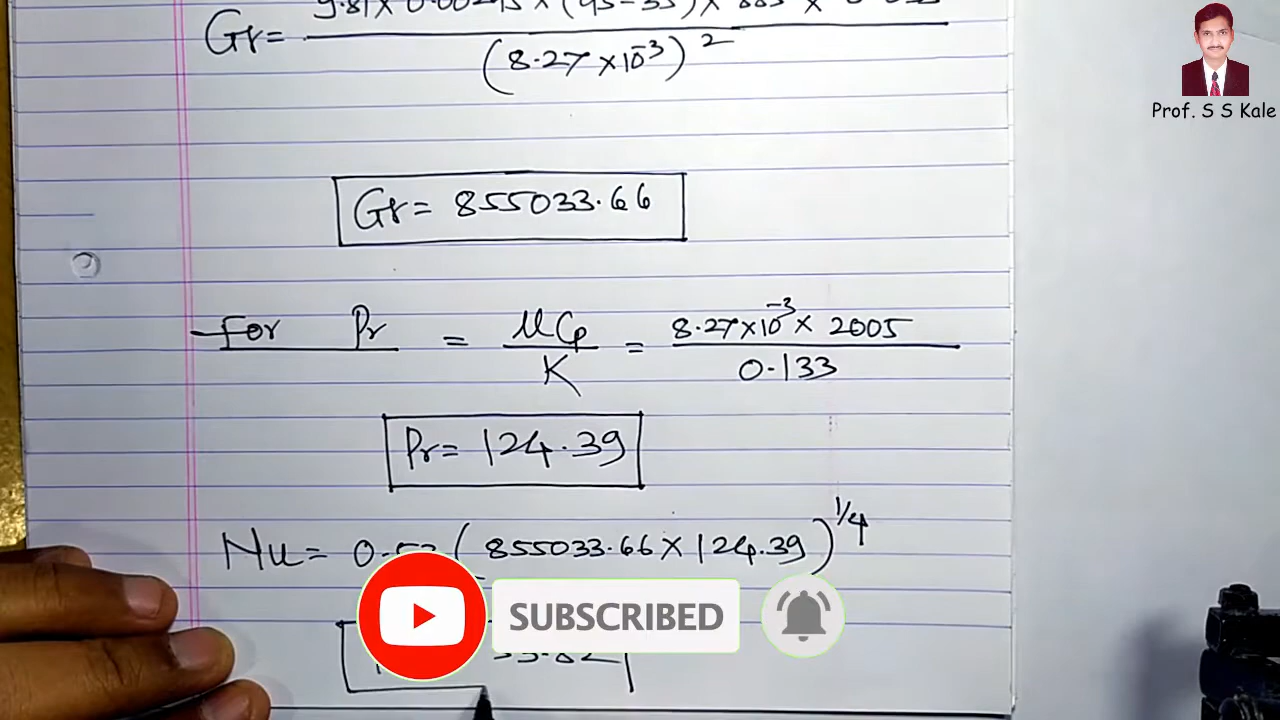 Gr =
(8.27 × 10⁻³)²
Prof. S S Kale
Gr = 855033.66
For Pr = μCp / K = 8.27×10⁻³ × 2005 / 0.133
Pr = 124.39
Nu = (855033.66 × 124.39)^1/4
SUBSCRIBED